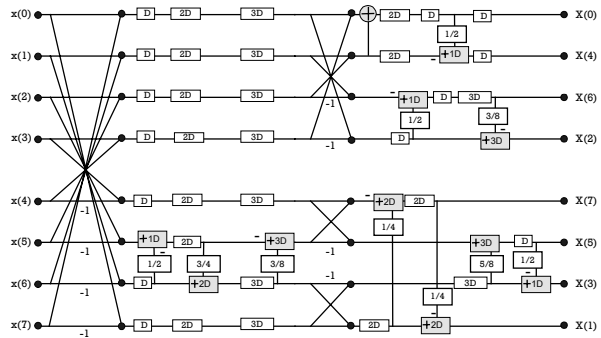 x(0) D 2D 3D 2D D D X(0)
1/2
x(1) D 2D 3D 2D - +1D D X(4)
x(2) D 2D 3D -1 - +1D D 3D X(6)
1/2 3/8
x(3) D 2D 3D -1 D - +3D X(2)
x(4) D 2D 3D - +2D 2D X(7)
-1 1/4
x(5) +1D 2D - +3D +3D D X(5)
-1 - 1/2 3/4 3/8 -1 5/8 1/2 -
x(6) D +2D 3D 3D +1D X(3)
-1 1/4
x(7) D 2D 3D -1 2D - +2D X(1)
-1